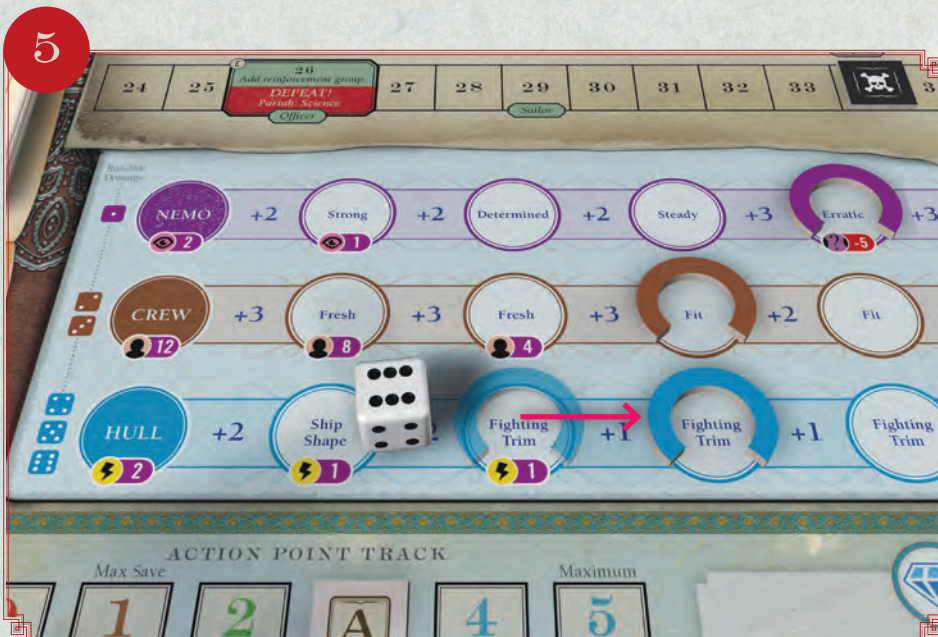 5
24 25 26 27 28 29 30 31 32 33
E
Add reinforcement group.
DEFEAT!
Pariah: Science
Officer
Sailor
Random
Damage
NEMO +2 Strong +2 Determined +2 Steady +3 Erratic +3
2 1 ? -5
CREW +3 Fresh +3 Fresh +3 Fit +2 Fit
12 8 4
HULL +2 Ship Shape Fighting Trim +1 Fighting Trim +1 Fighting Trim
2 1 1
ACTION POINT TRACK
Max Save Maximum
1 2 A 4 5